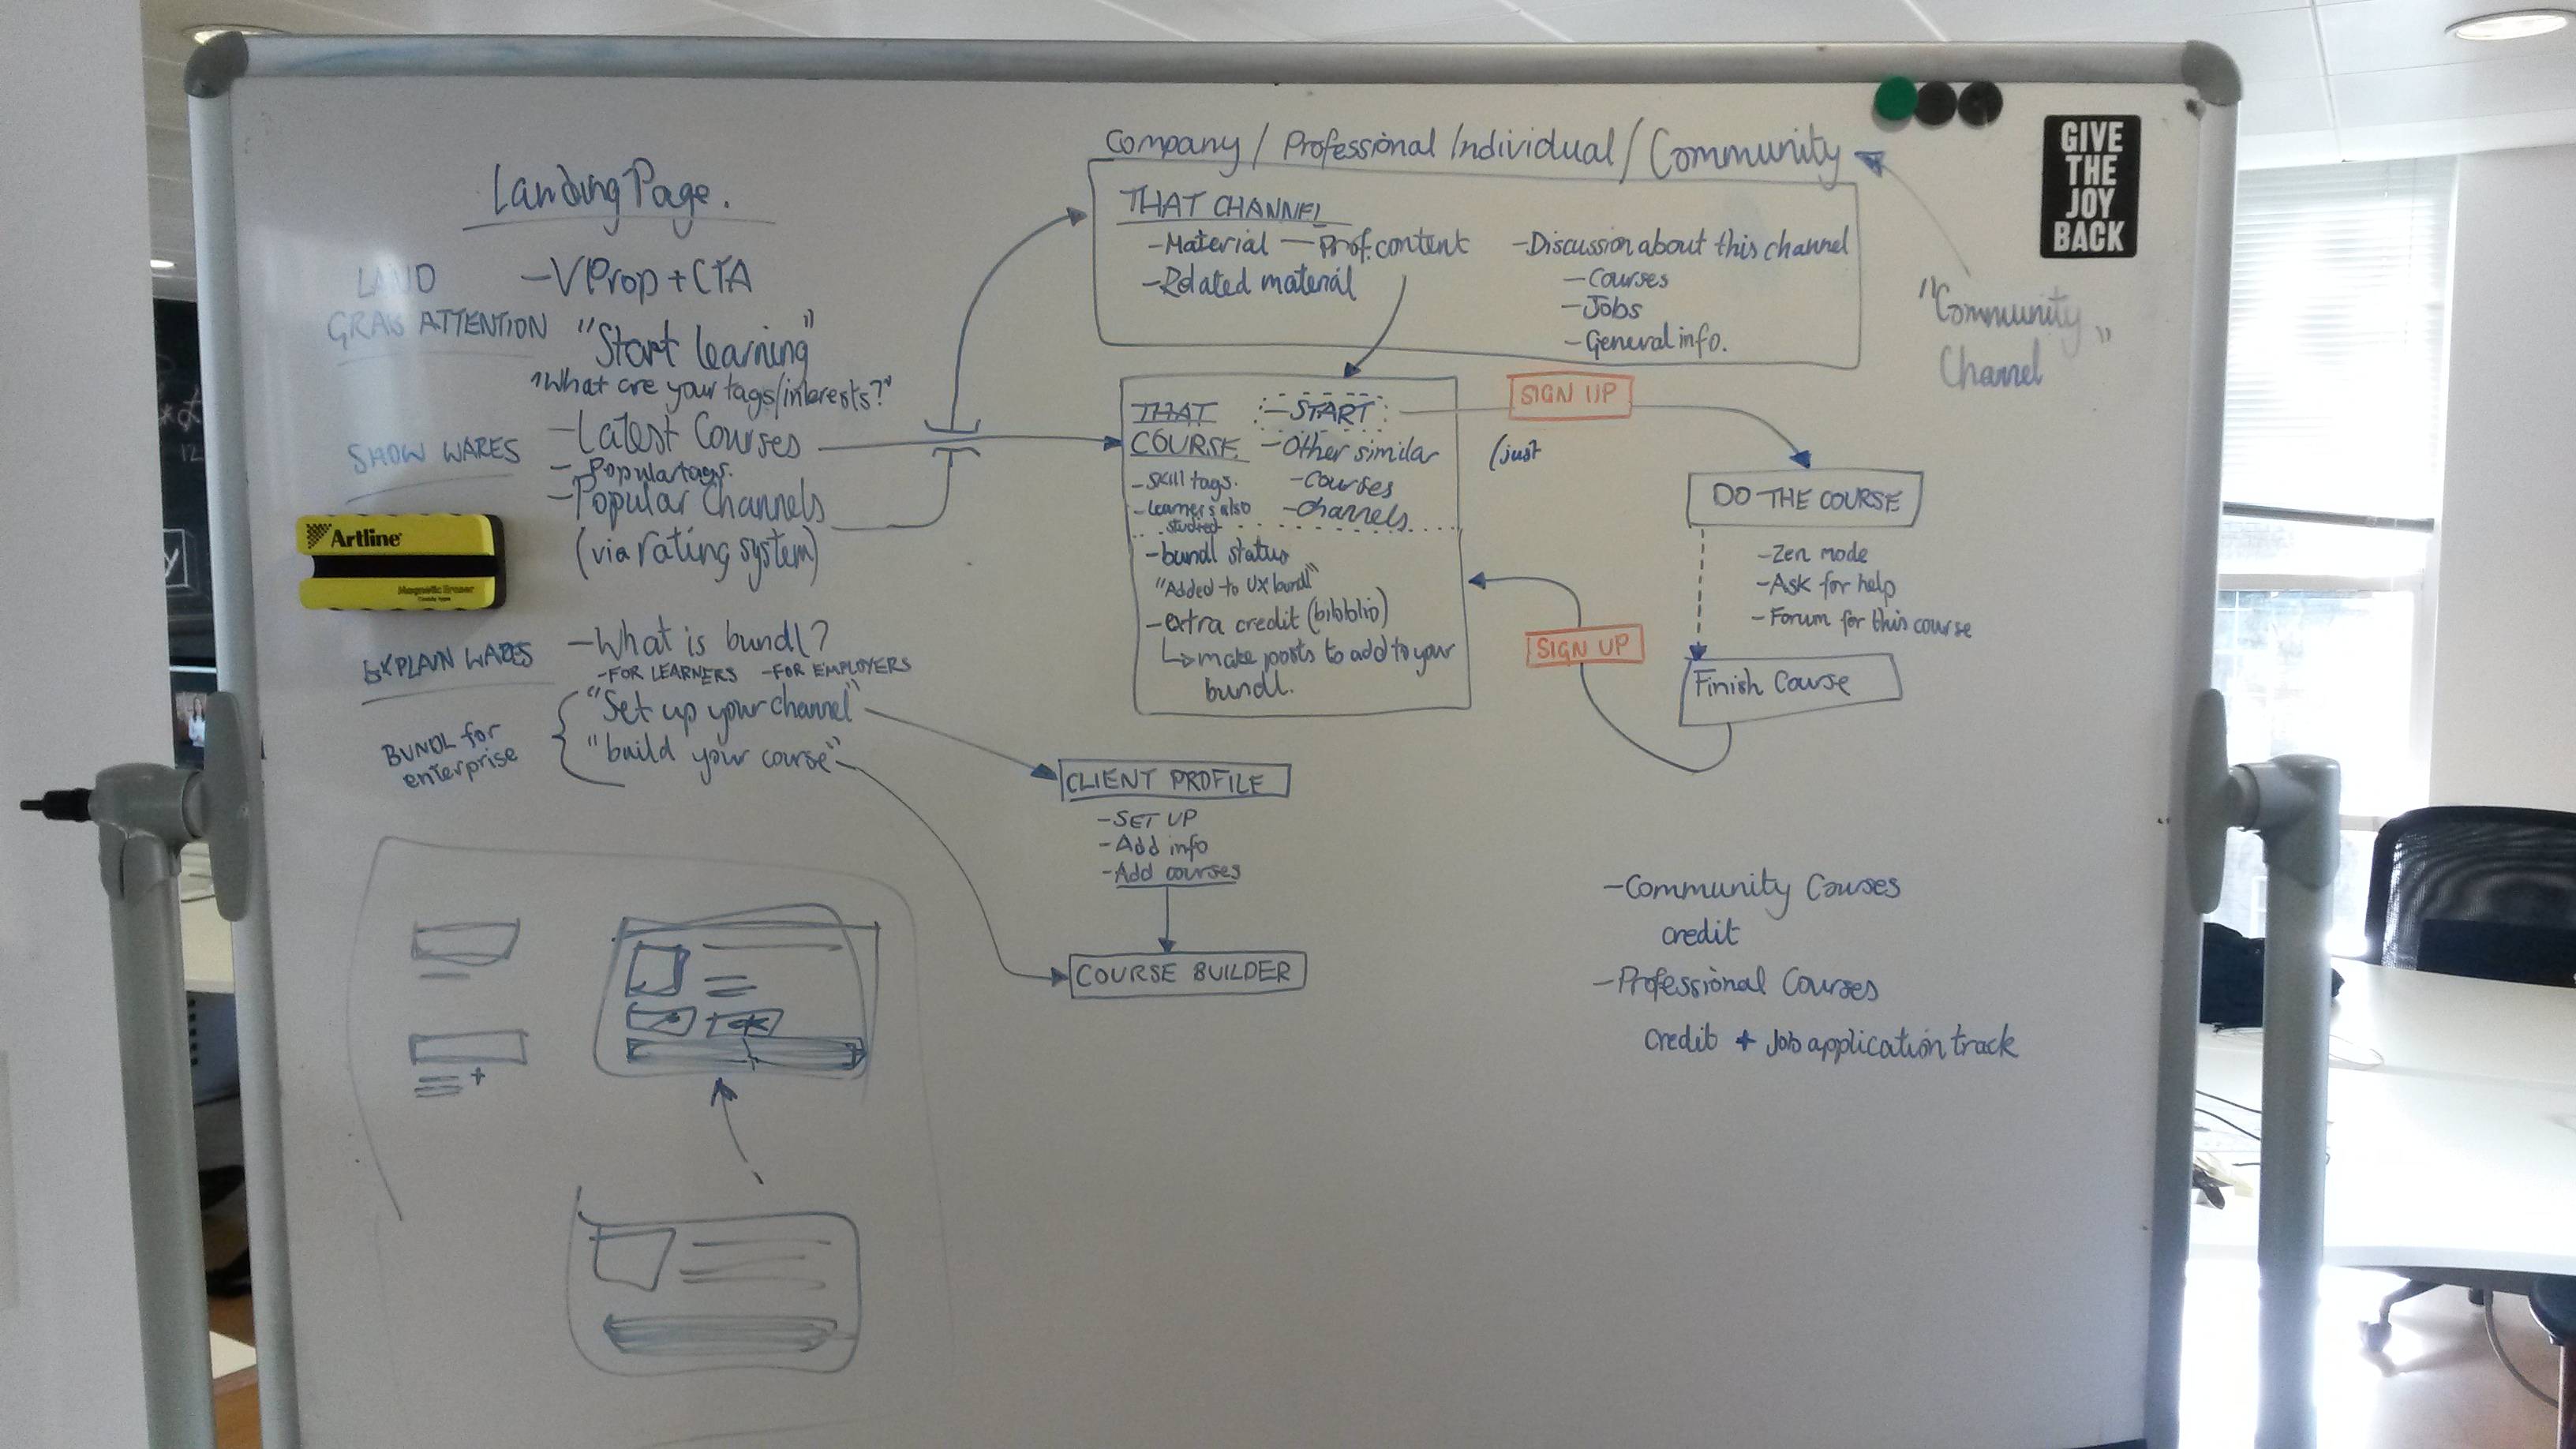 Landing Page.
LAND
GRAB ATTENTION
- V Prop + CTA
"Start learning"
"What are your tags/interests?"
SHOW WARES
- Latest Courses
- Popular tags.
- Popular Channels
(via rating system)
Artline
Magnetic Eraser
EXPLAIN WARES
- What is bundl?
- FOR LEARNERS - FOR EMPLOYERS
BUNDL for
enterprise
"Set up your channel"
"build your course"
Company / Professional Individual / Community
THAT CHANNEL
- Material — Prof. content
- Related material
- Discussion about this channel
- Courses
- Jobs
- General info.
"Community
Channel"
GIVE
THE
JOY
BACK
THAT
COURSE
- skill tags.
- learners also
studied
- START
- Other similar
- courses
- channels
- bundl status
"Added to UX bundl"
- extra credit (bibblio)
↳ make posts to add to your
bundl.
SIGN UP
(just
DO THE COURSE
- Zen mode
- Ask for help
- Forum for this course
SIGN UP
Finish Course
CLIENT PROFILE
- SET UP
- Add info
- Add courses
COURSE BUILDER
- Community Courses
credit
- Professional Courses
credit + Job application track